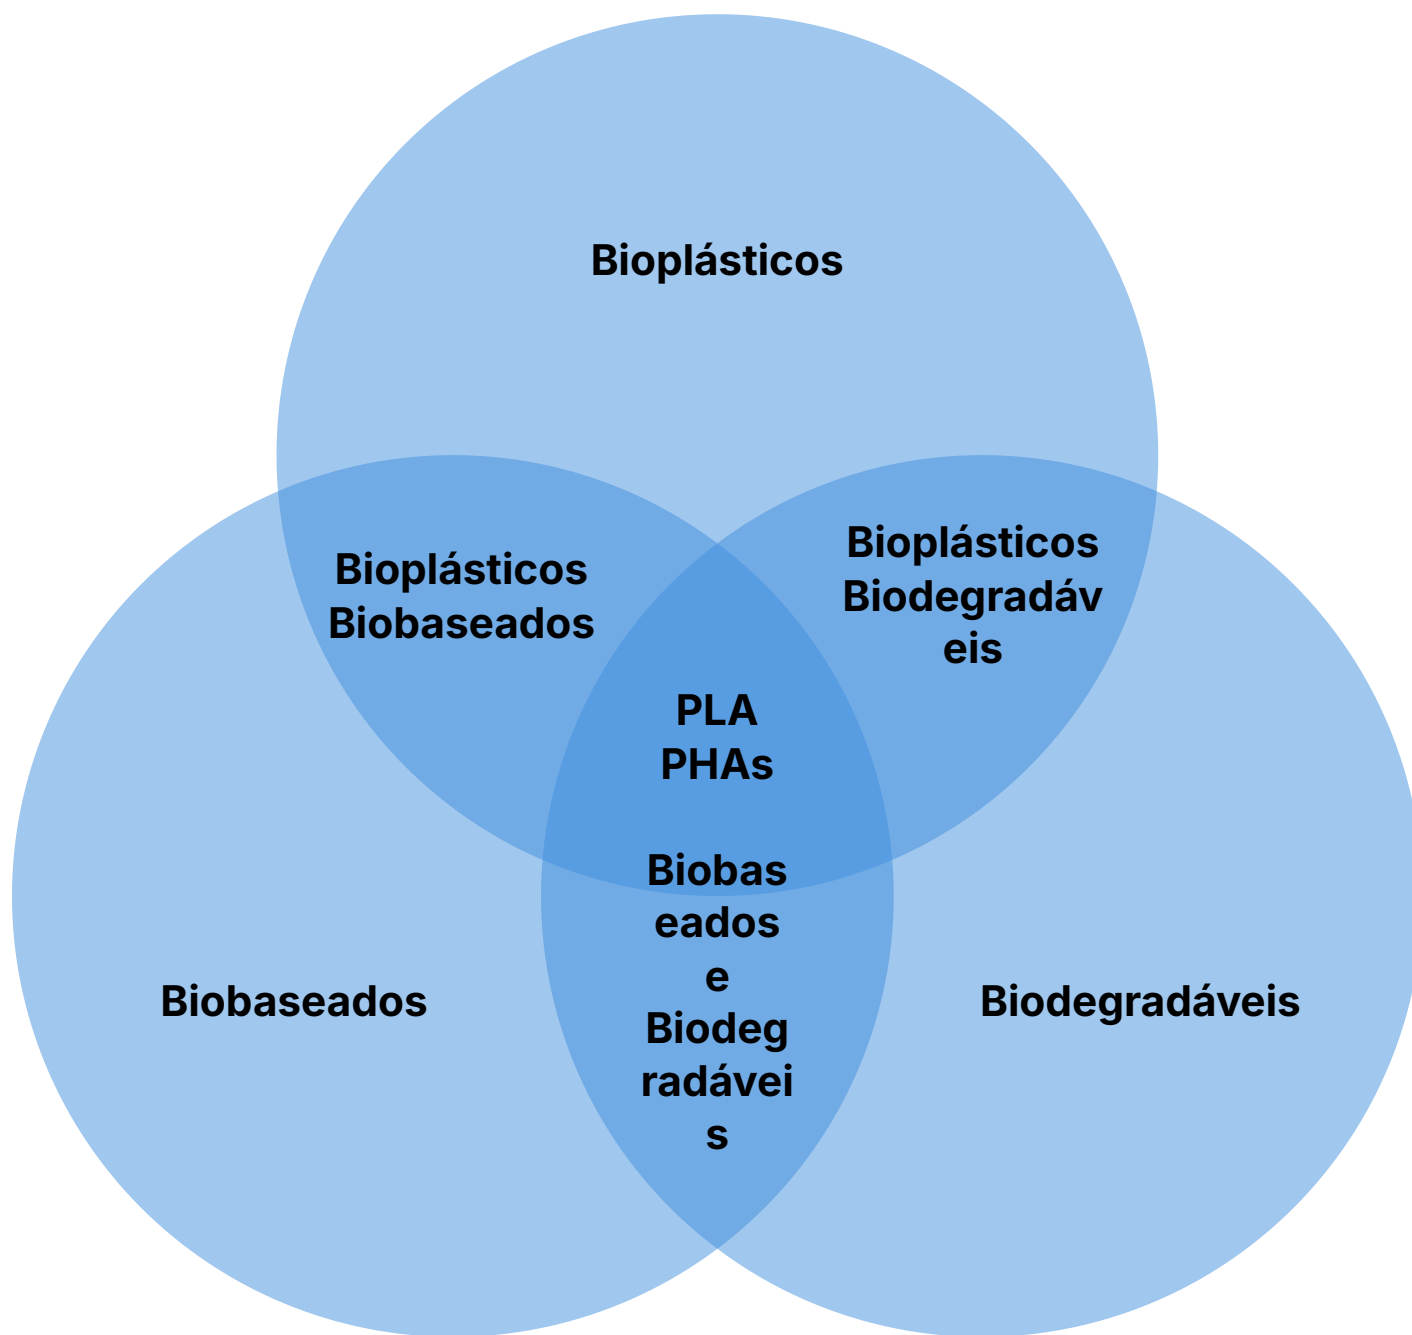 Bioplásticos
Bioplásticos
Biobaseados
Bioplásticos
Biodegradáv
eis
PLA
PHAs
Biobas
eados
e
Biodeg
radávei
s
Biobaseados
Biodegradáveis